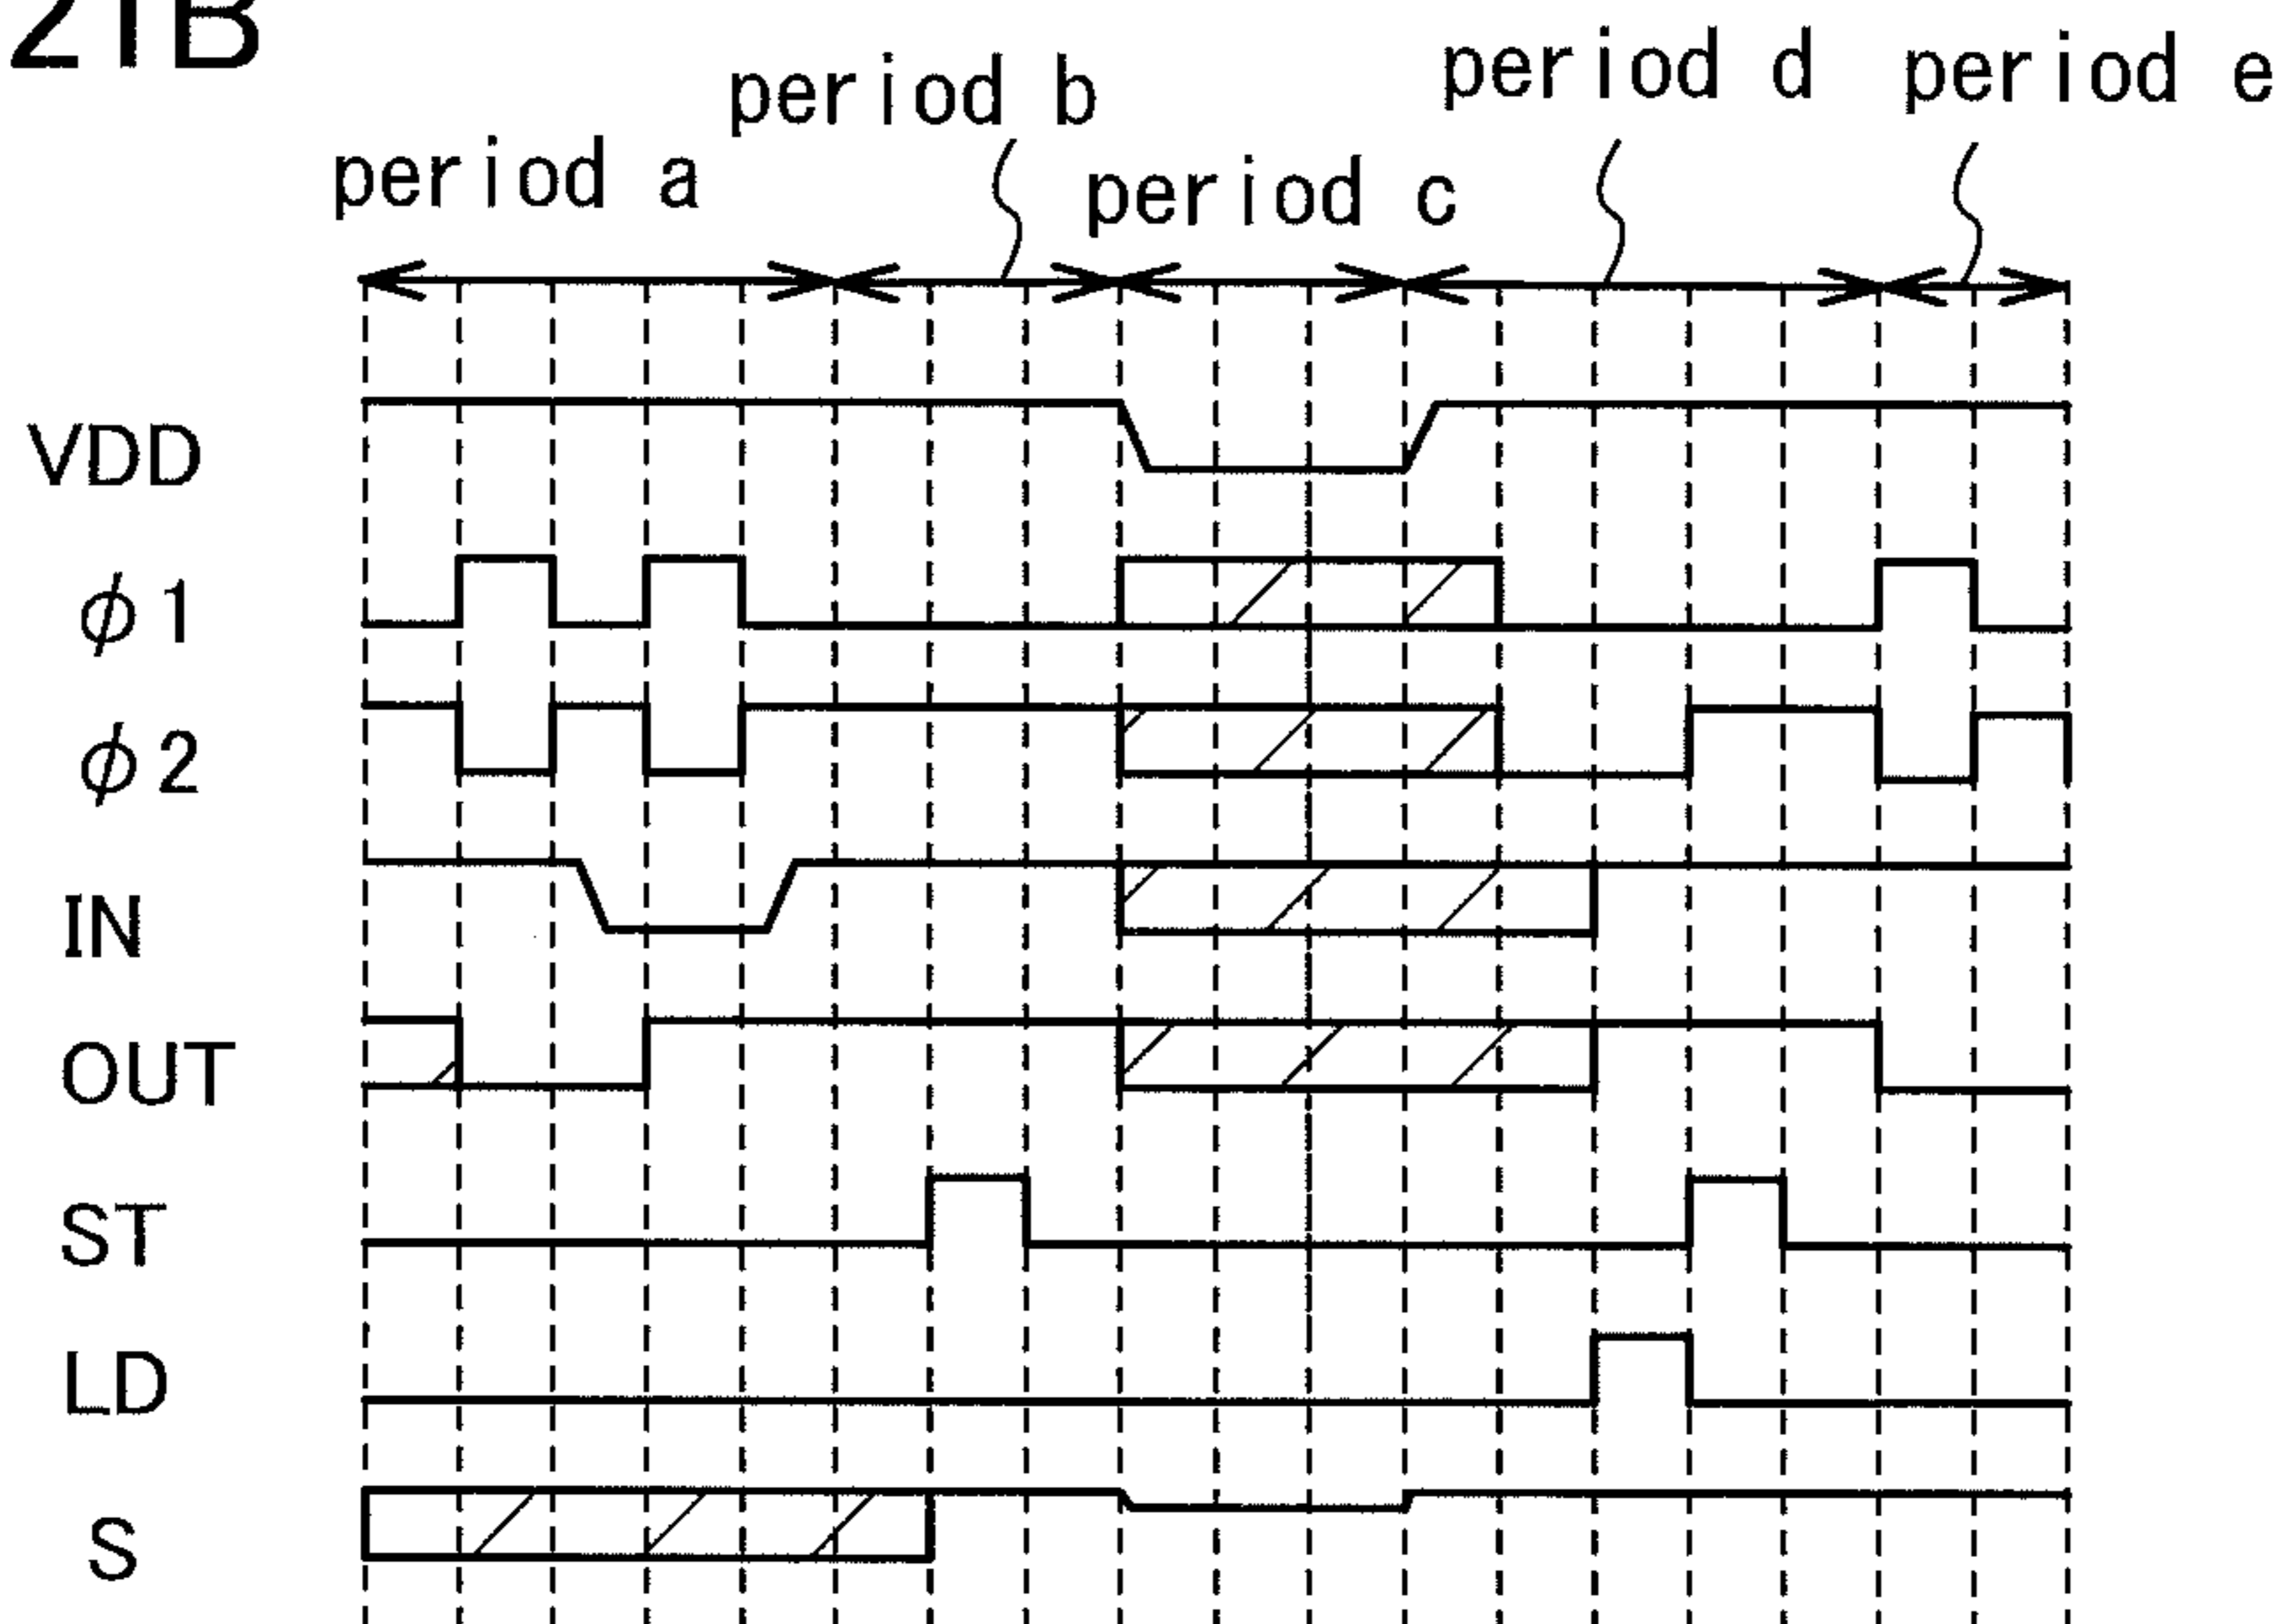 21B
period a
period b
period c
period d
period e
VDD
ϕ1
ϕ2
IN
OUT
ST
LD
S